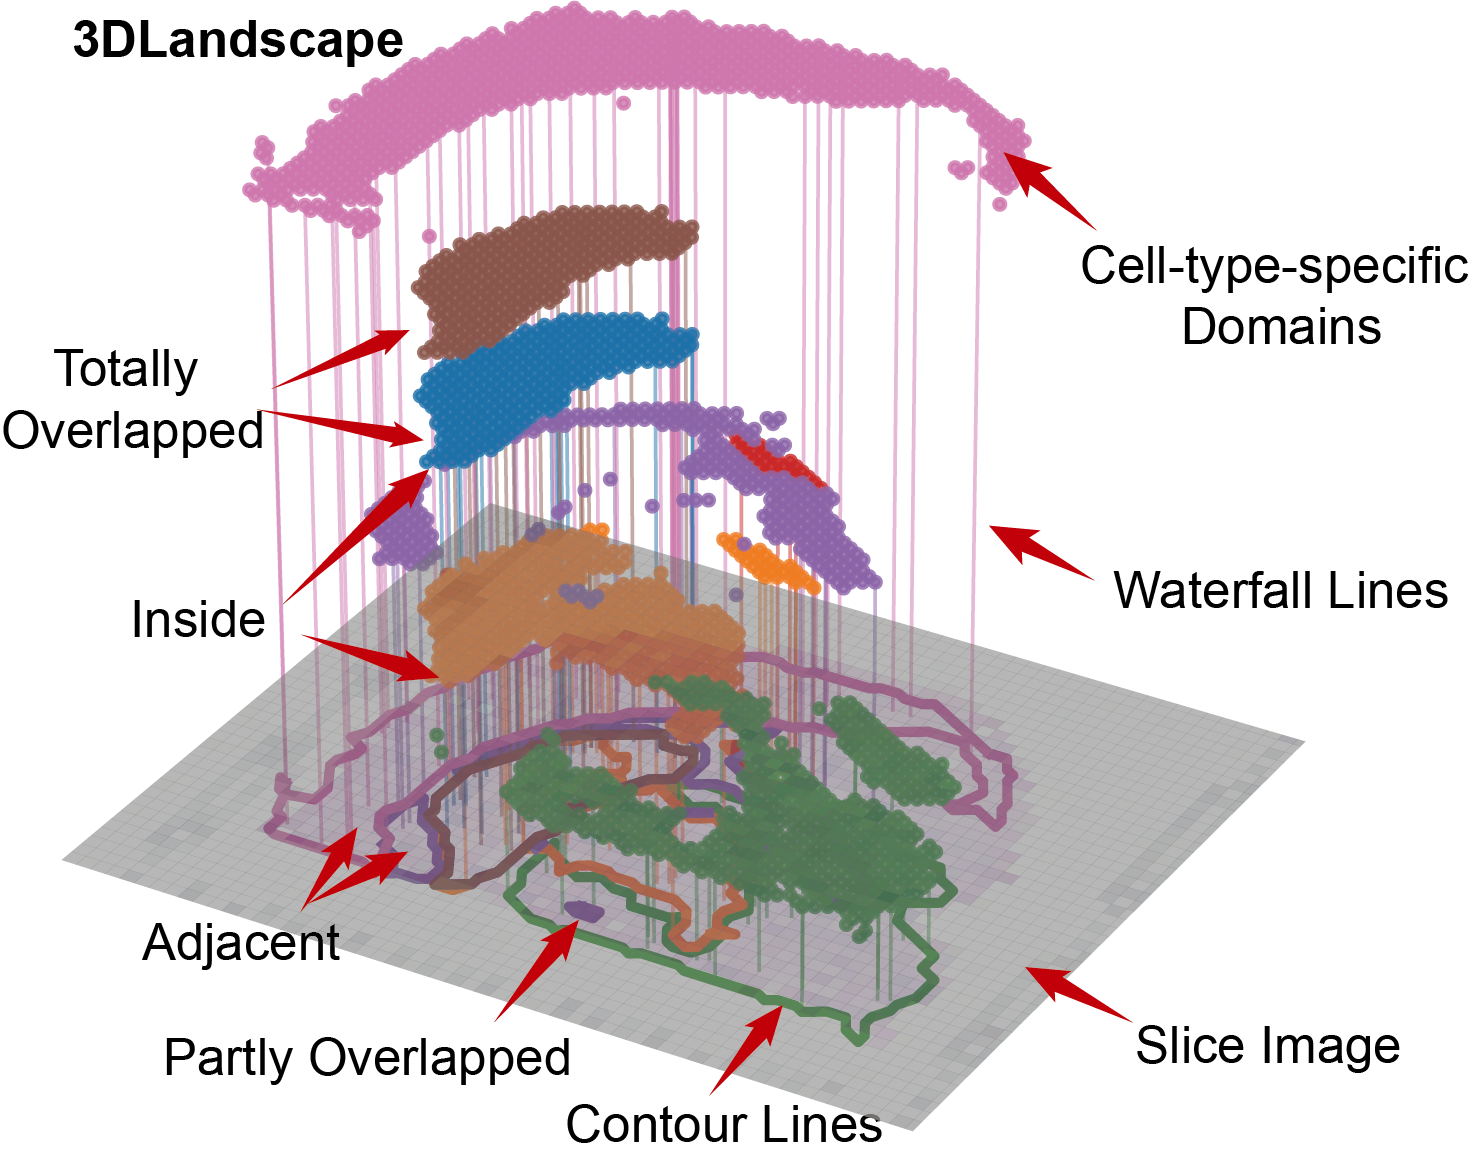 3DLandscape
Cell-type-specific
Domains
Totally
Overlapped
Inside
Waterfall Lines
Adjacent
Partly Overlapped
Slice Image
Contour Lines